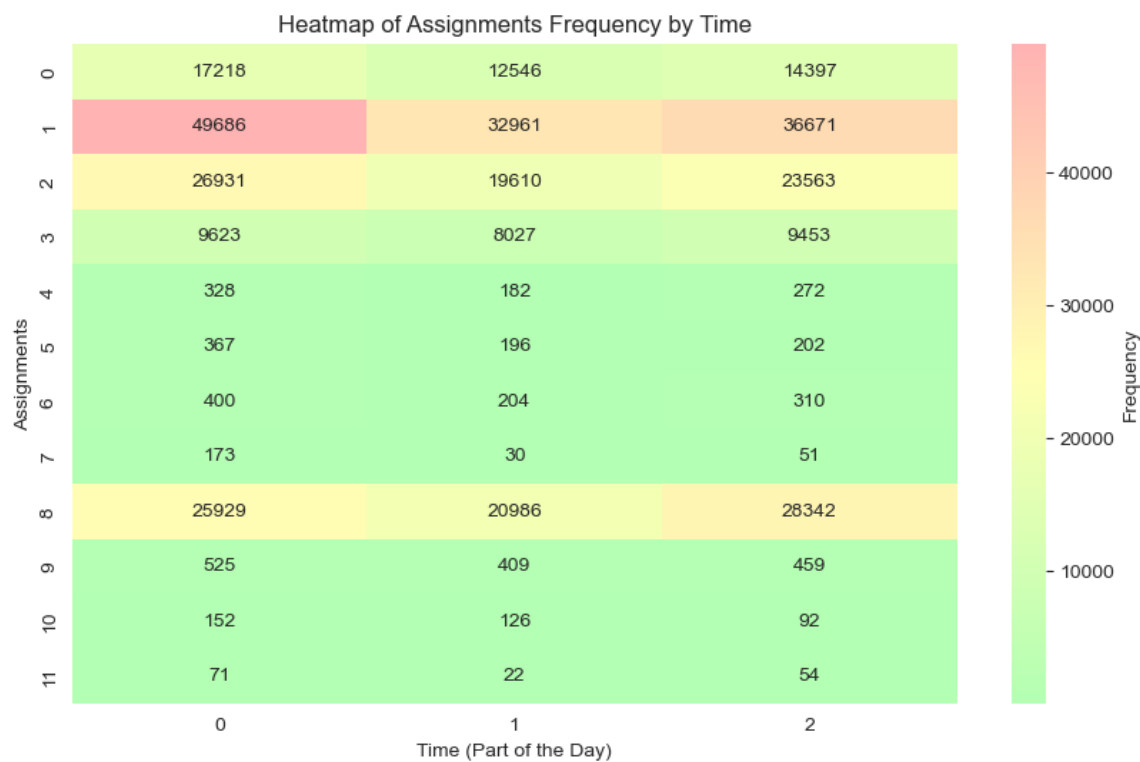 Heatmap of Assignments Frequency by Time
0 17218 12546 14397
1 49686 32961 36671
2 26931 19610 23563
3 9623 8027 9453
4 328 182 272
5 367 196 202
6 400 204 310
7 173 30 51
8 25929 20986 28342
9 525 409 459
10 152 126 92
11 71 22 54
0 1 2
Time (Part of the Day)
Assignments
40000
30000
20000
10000
Frequency